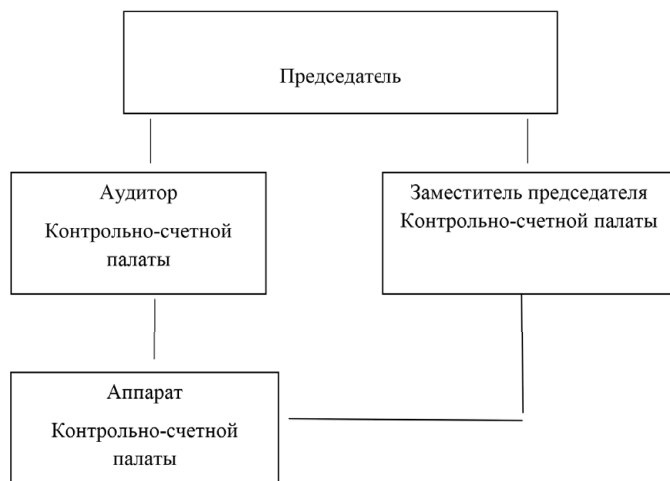 Председатель
Аудитор
Контрольно-счетной
палаты
Заместитель председателя
Контрольно-счетной палаты
Аппарат
Контрольно-счетной
палаты